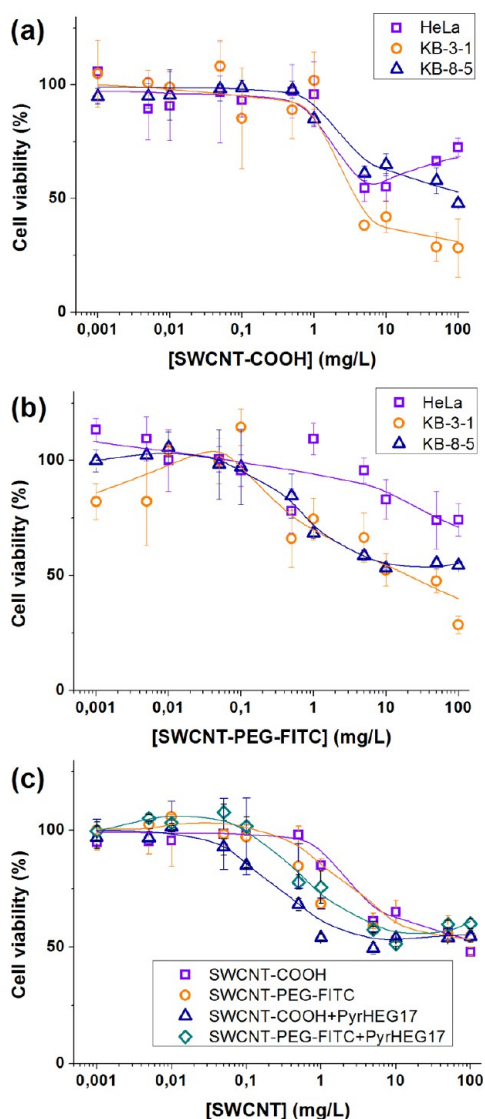 (a)
HeLa
KB-3-1
KB-8-5
Cell viability (%)
100
50
0
0,001 0,01 0,1 1 10 100
[SWCNT-COOH] (mg/L)
(b)
HeLa
KB-3-1
KB-8-5
Cell viability (%)
100
50
0
0,001 0,01 0,1 1 10 100
[SWCNT-PEG-FITC] (mg/L)
(c)
Cell viability (%)
100
50
0
SWCNT-COOH
SWCNT-PEG-FITC
SWCNT-COOH+PyrHEG17
SWCNT-PEG-FITC+PyrHEG17
0,001 0,01 0,1 1 10 100
[SWCNT] (mg/L)